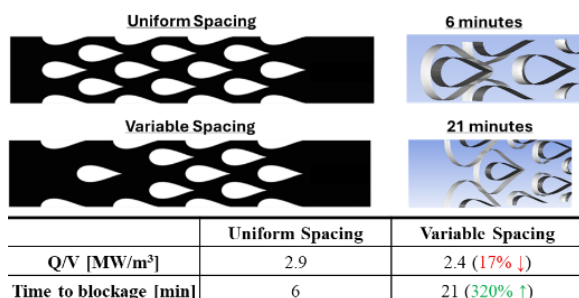 Uniform Spacing 6 minutes
Variable Spacing 21 minutes
Uniform Spacing Variable Spacing
Q/V [MW/m³] 2.9 2.4 (17% ↓)
Time to blockage [min] 6 21 (320% ↑)